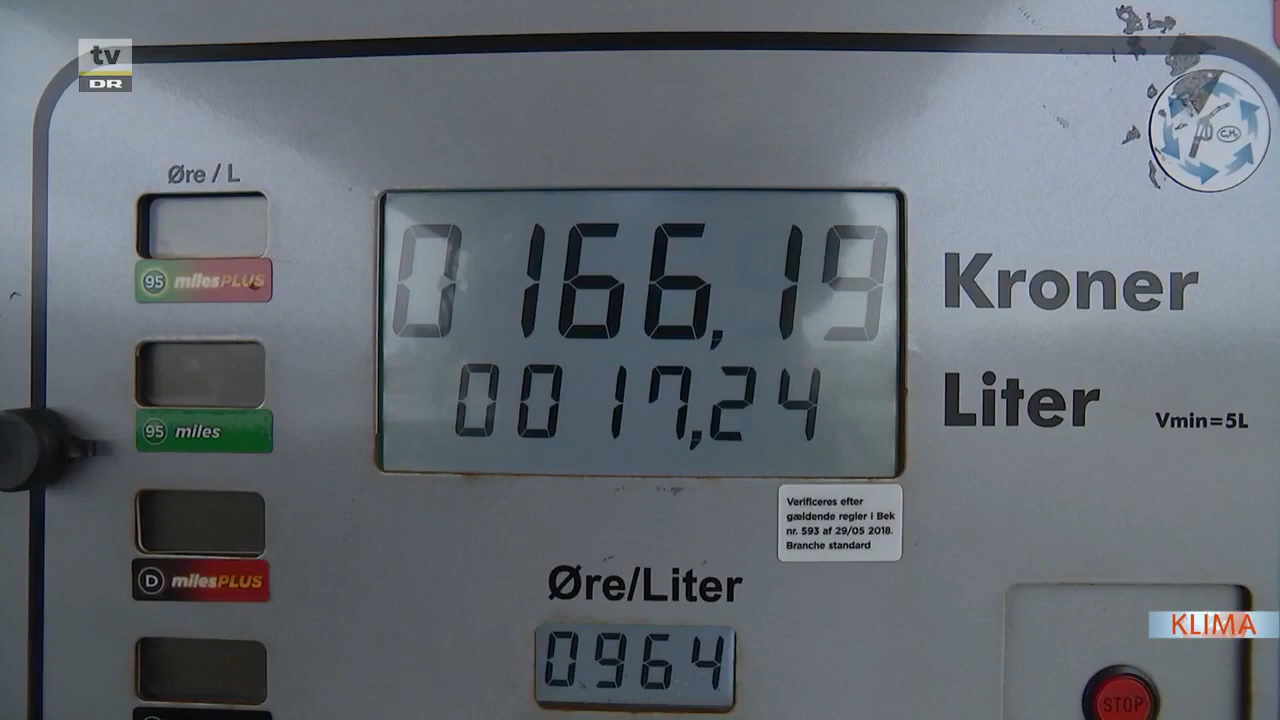 tv
DR
Øre / L
95 milesPLUS
95 miles
D milesPLUS
0166,19
Kroner
0017,24
Liter
Vmin=5L
Verificeres efter
gældende regler i Bek
nr. 593 af 29/05 2018.
Branche standard
Øre/Liter
0964
KLIMA
STOP